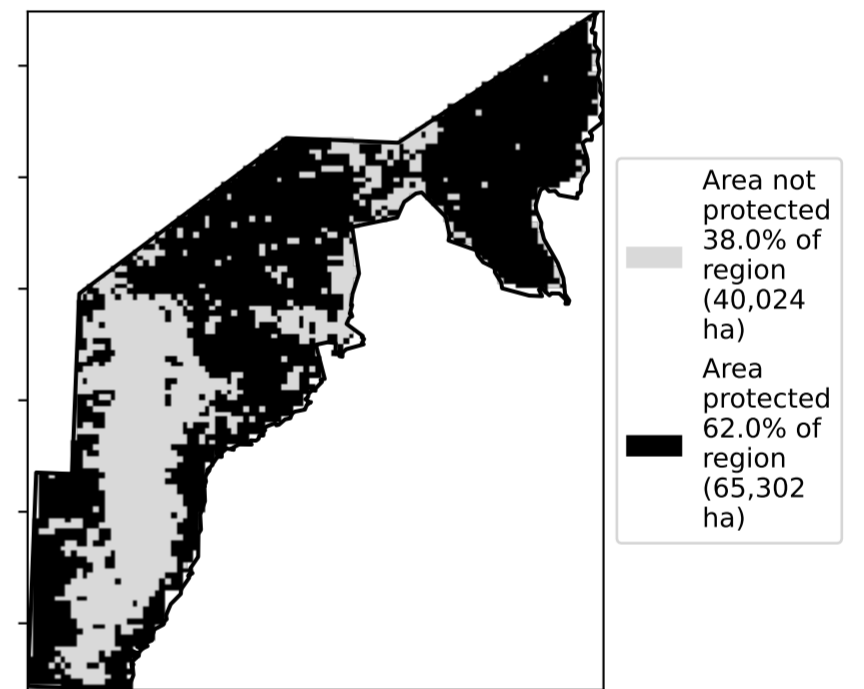 Area not
protected
38.0% of
region
(40,024
ha)
Area
protected
62.0% of
region
(65,302
ha)